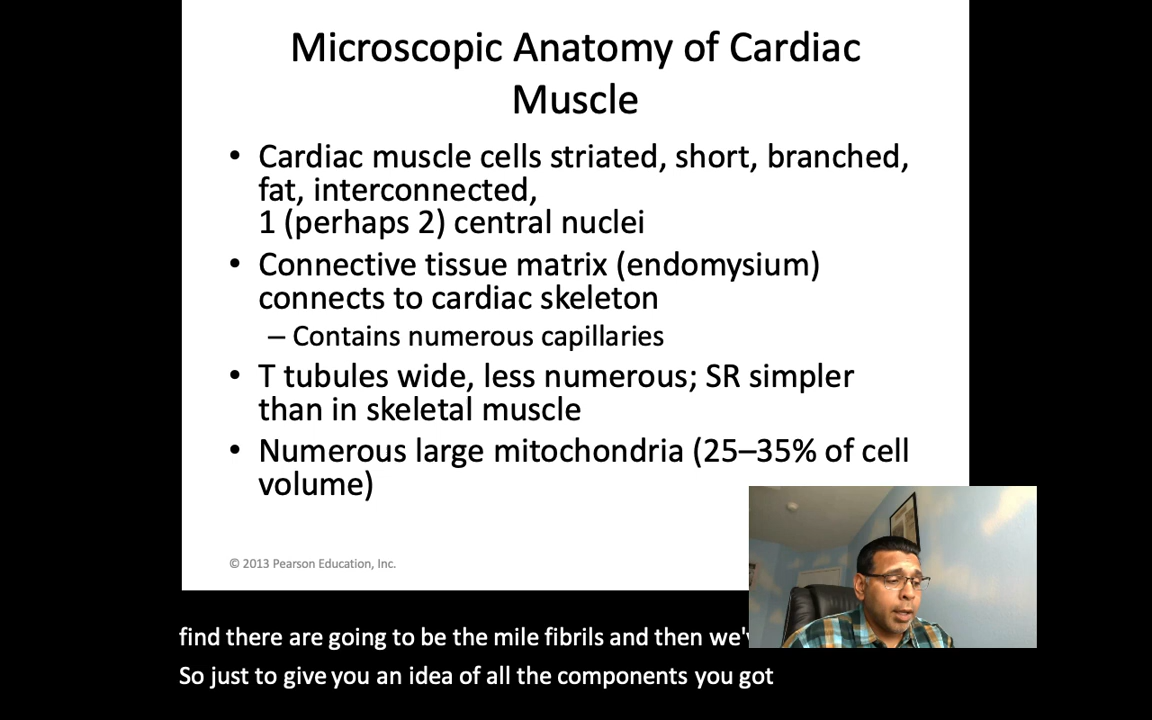 Microscopic Anatomy of Cardiac
Muscle
• Cardiac muscle cells striated, short, branched,
fat, interconnected,
1 (perhaps 2) central nuclei
• Connective tissue matrix (endomysium)
connects to cardiac skeleton
– Contains numerous capillaries
• T tubules wide, less numerous; SR simpler
than in skeletal muscle
• Numerous large mitochondria (25–35% of cell
volume)
© 2013 Pearson Education, Inc.
find there are going to be the mile fibrils and then
So just to give you an idea of all the components you got